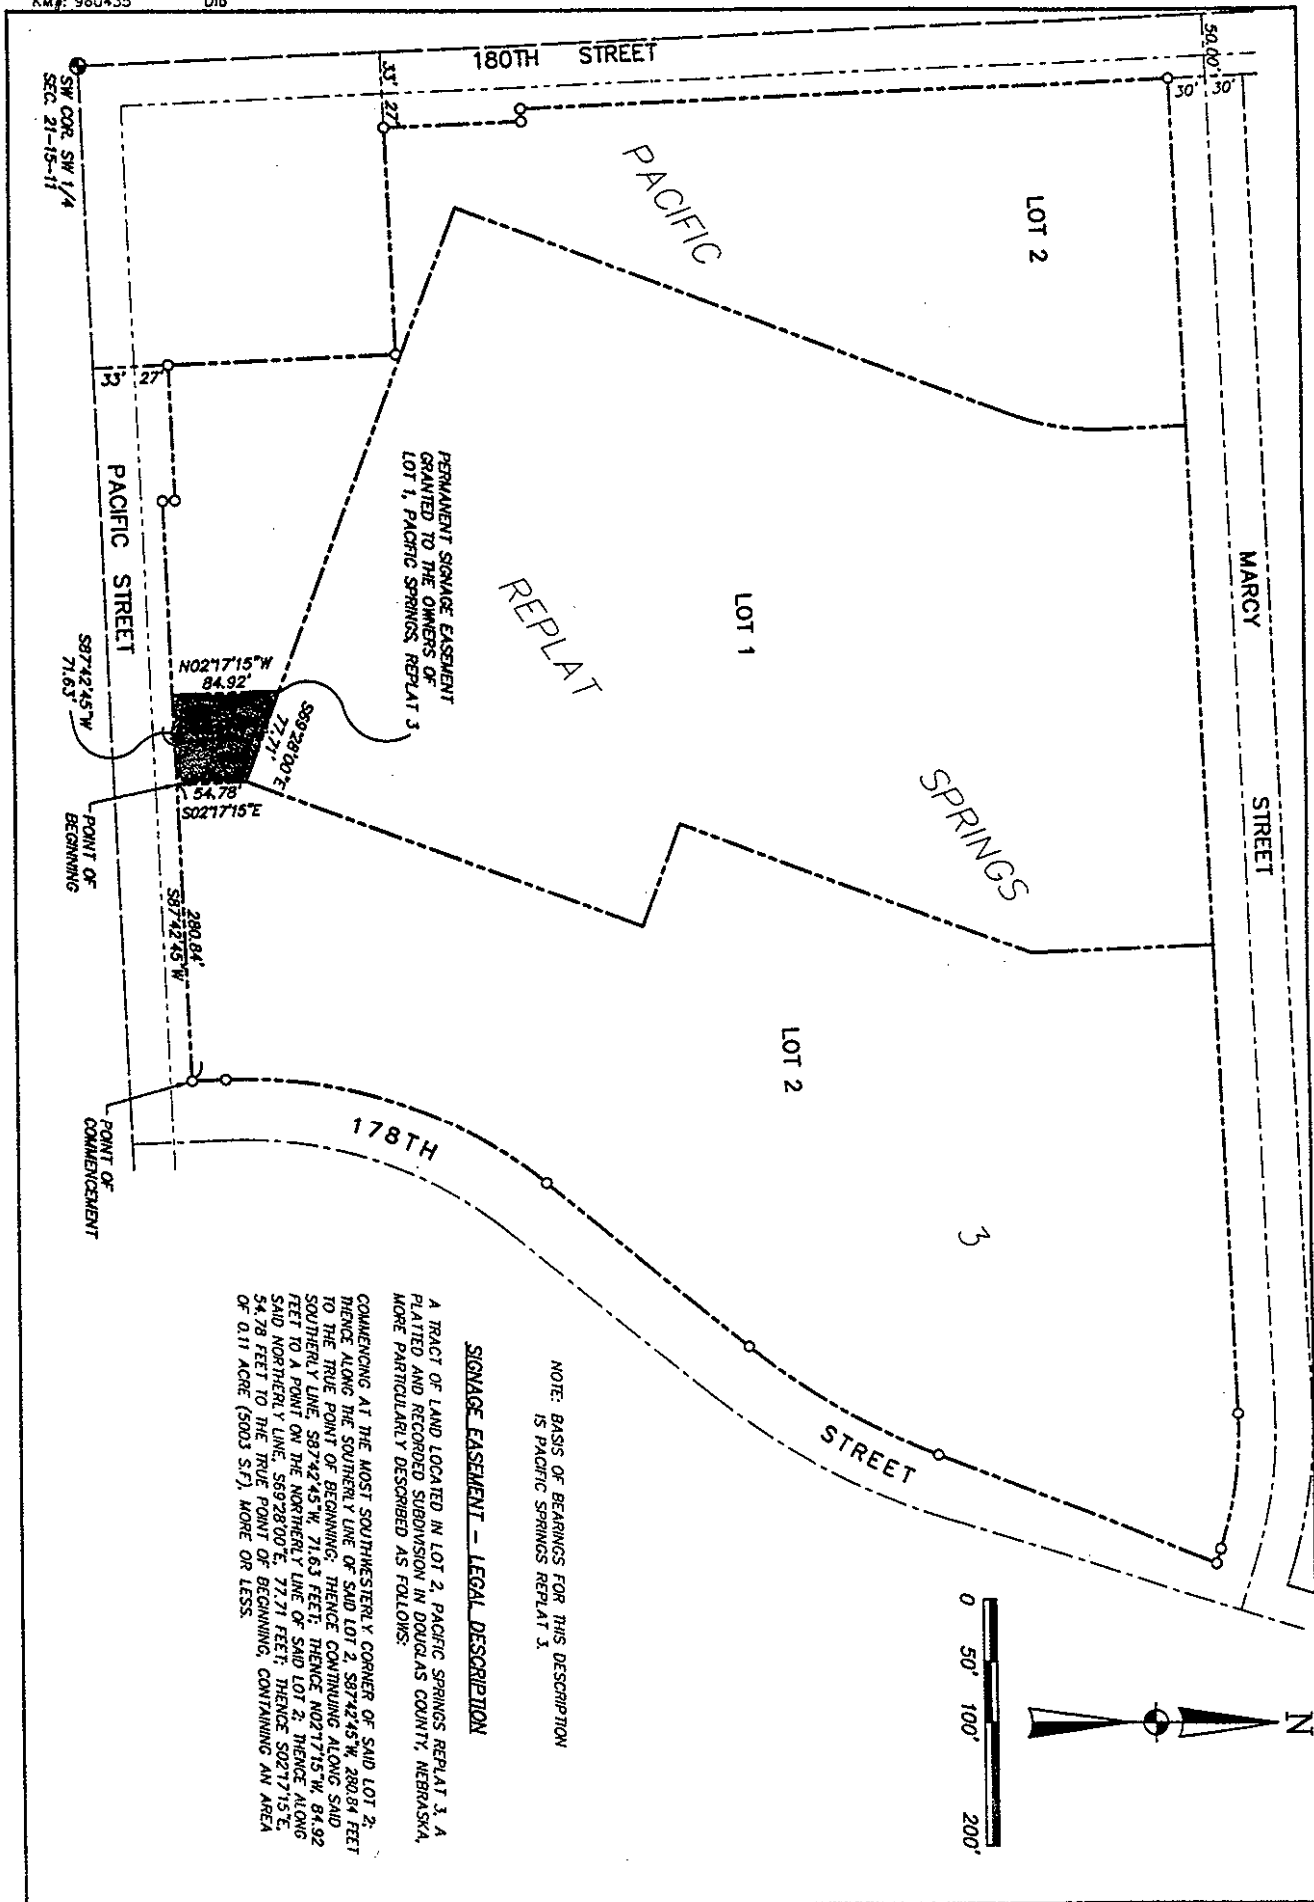 180TH STREET
50.00'
30' 30'
33' 27'
SW COR. SW 1/4
SEC. 21-15-11
LOT 2
PACIFIC
MARCY STREET
33' 27'
PACIFIC STREET
PERMANENT SIGNAGE EASEMENT
GRANTED TO THE OWNERS OF
LOT 1, PACIFIC SPRINGS, REPLAT 3
LOT 1
REPLAT
SPRINGS
N02°17'15"W
84.92'
S69°28'00"E
77.71'
S87°42'45"W
71.63'
54.78'
S02°17'15"E
POINT OF
BEGINNING
280.84'
S87°42'45"W
POINT OF
COMMENCEMENT
LOT 2
3
178TH STREET
N
0 50' 100' 200'
NOTE: BASIS OF BEARINGS FOR THIS DESCRIPTION
IS PACIFIC SPRINGS REPLAT 3.
SIGNAGE EASEMENT - LEGAL DESCRIPTION
A TRACT OF LAND LOCATED IN LOT 2, PACIFIC SPRINGS REPLAT 3, A
PLATTED AND RECORDED SUBDIVISION IN DOUGLAS COUNTY, NEBRASKA,
MORE PARTICULARLY DESCRIBED AS FOLLOWS:
COMMENCING AT THE MOST SOUTHWESTERLY CORNER OF SAID LOT 2;
THENCE ALONG THE SOUTHERLY LINE OF SAID LOT 2, S87°42'45"W, 280.84 FEET
TO THE TRUE POINT OF BEGINNING; THENCE CONTINUING ALONG SAID
SOUTHERLY LINE, S87°42'45"W, 71.63 FEET; THENCE N02°17'15"W, 84.92
FEET TO A POINT ON THE NORTHERLY LINE OF SAID LOT 2; THENCE ALONG
SAID NORTHERLY LINE, S69°28'00"E, 77.71 FEET; THENCE S02°17'15"E,
54.78 FEET TO THE TRUE POINT OF BEGINNING, CONTAINING AN AREA
OF 0.11 ACRE (5003 S.F), MORE OR LESS.